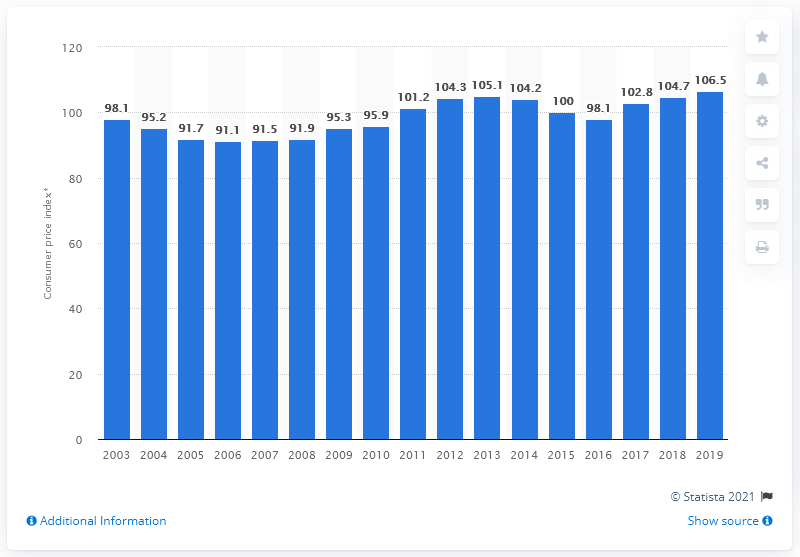 120
100
80
60
40
20
0
Consumer price index*
98.1 95.2 91.7 91.1 91.5 91.9 95.3 95.9 101.2 104.3 105.1 104.2 100 98.1 102.8 104.7 106.5
2003 2004 2005 2006 2007 2008 2009 2010 2011 2012 2013 2014 2015 2016 2017 2018 2019
© Statista 2021
Additional Information
Show source